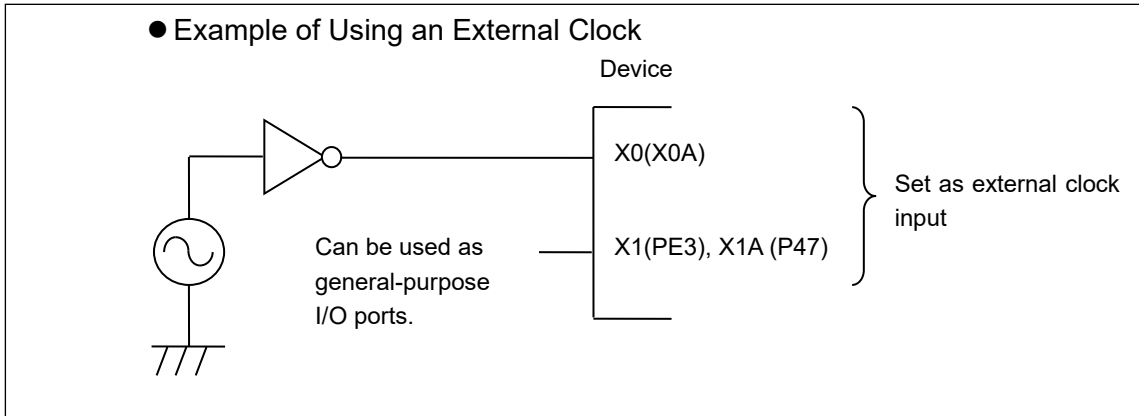 ● Example of Using an External Clock
Device
X0(X0A)
Set as external clock
input
Can be used as
general-purpose
I/O ports.
X1(PE3), X1A (P47)